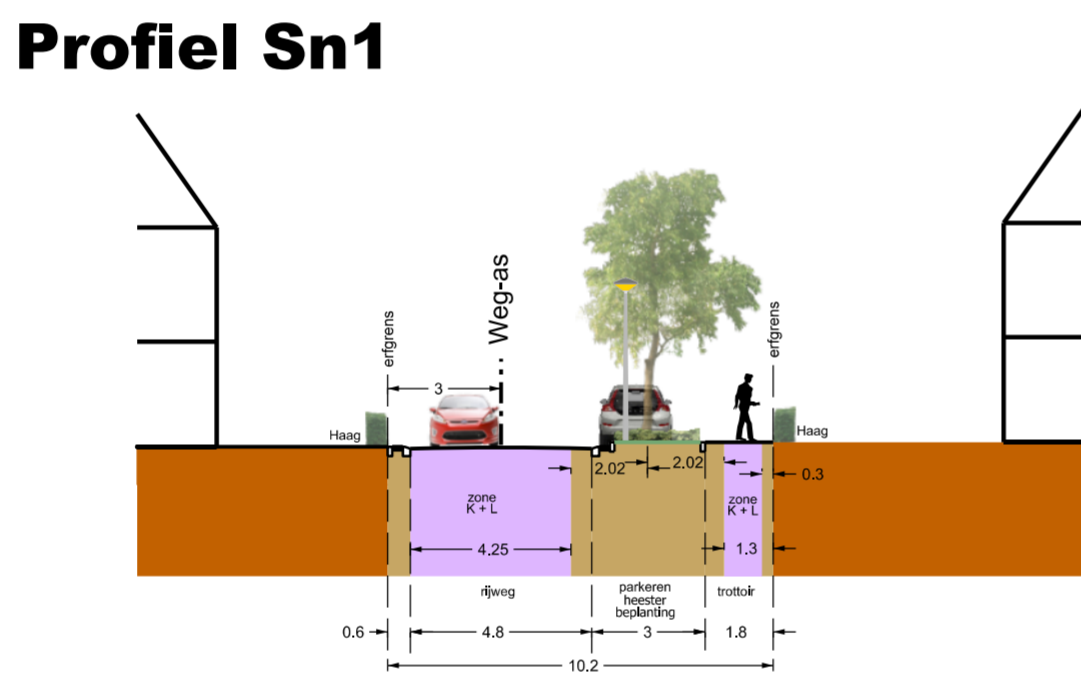 Profiel Sn1
Weg-as
erfgrens
erfgrens
3
Haag
Haag
2.02
2.02
0.3
zone
K + L
zone
K + L
4.25
1.3
rijweg
parkeren
heester
beplanting
trottoir
0.6
4.8
3
1.8
10.2